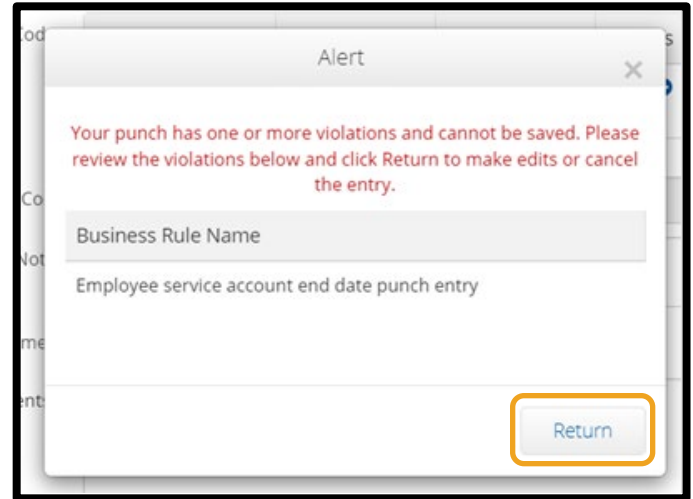 Alert
Your punch has one or more violations and cannot be saved. Please
review the violations below and click Return to make edits or cancel
the entry.
Business Rule Name
Employee service account end date punch entry
Return